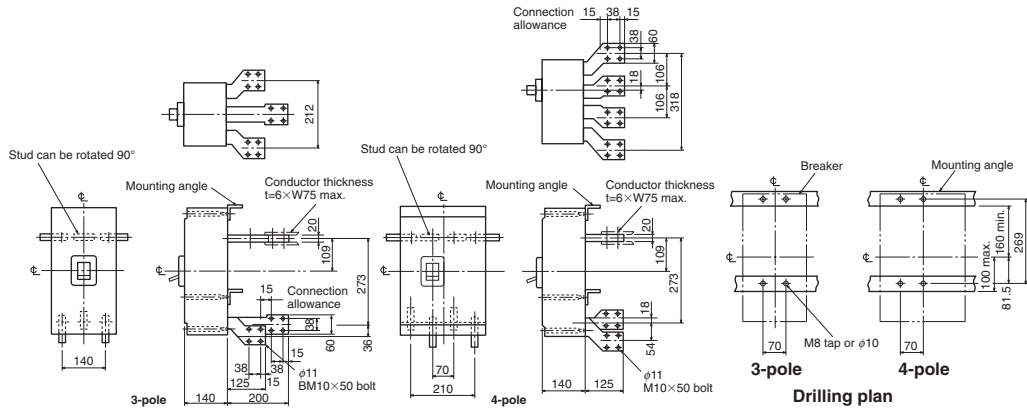 Connection
allowance
15 38 15
38
60
18
106
106
318
212
Stud can be rotated 90°
Mounting angle
Conductor thickness
t=6×W75
max.
20
109
273
15
Connection
allowance
38
60
36
15
38 38
15
125
φ11
BM10×50 bolt
140
140 200
3-pole
Stud can be rotated 90°
Mounting angle
Conductor thickness
t=6×W75
max.
20
109
273
18
54
φ11
M10×50 bolt
70
210
140 125
4-pole
Breaker
Mounting angle
160 min.
269
100 max.
81.5
M8 tap or φ10
70
70
3-pole
4-pole
Drilling plan
℄
℄
℄
℄
℄
℄
℄